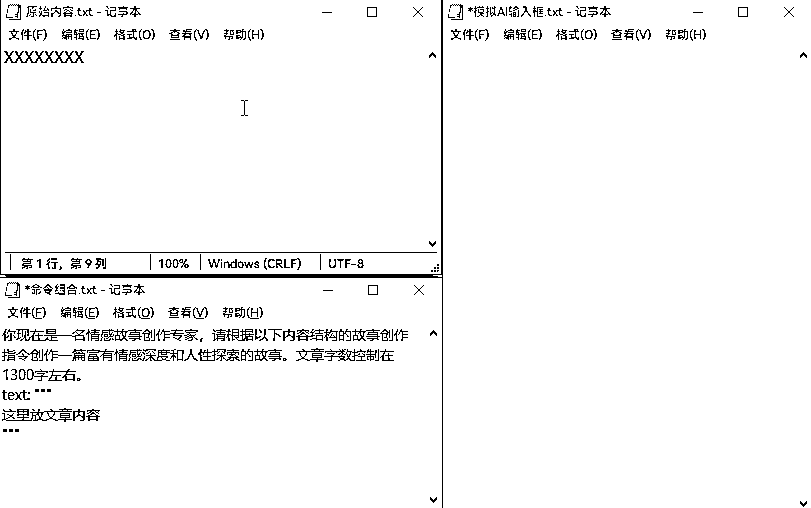 原始内容.txt - 记事本
文件(F) 编辑(E) 格式(O) 查看(V) 帮助(H)
XXXXXXXX
第 1 行，第 9 列 100% Windows (CRLF) UTF-8
*命令组合.txt - 记事本
文件(F) 编辑(E) 格式(O) 查看(V) 帮助(H)
你现在是一名情感故事创作专家，请根据以下内容结构的故事创作
指令创作一篇富有情感深度和人性探索的故事。文章字数控制在
1300字左右。
text: """
这里放文章内容
"""
*模拟AI输入框.txt - 记事本
文件(F) 编辑(E) 格式(O) 查看(V) 帮助(H)